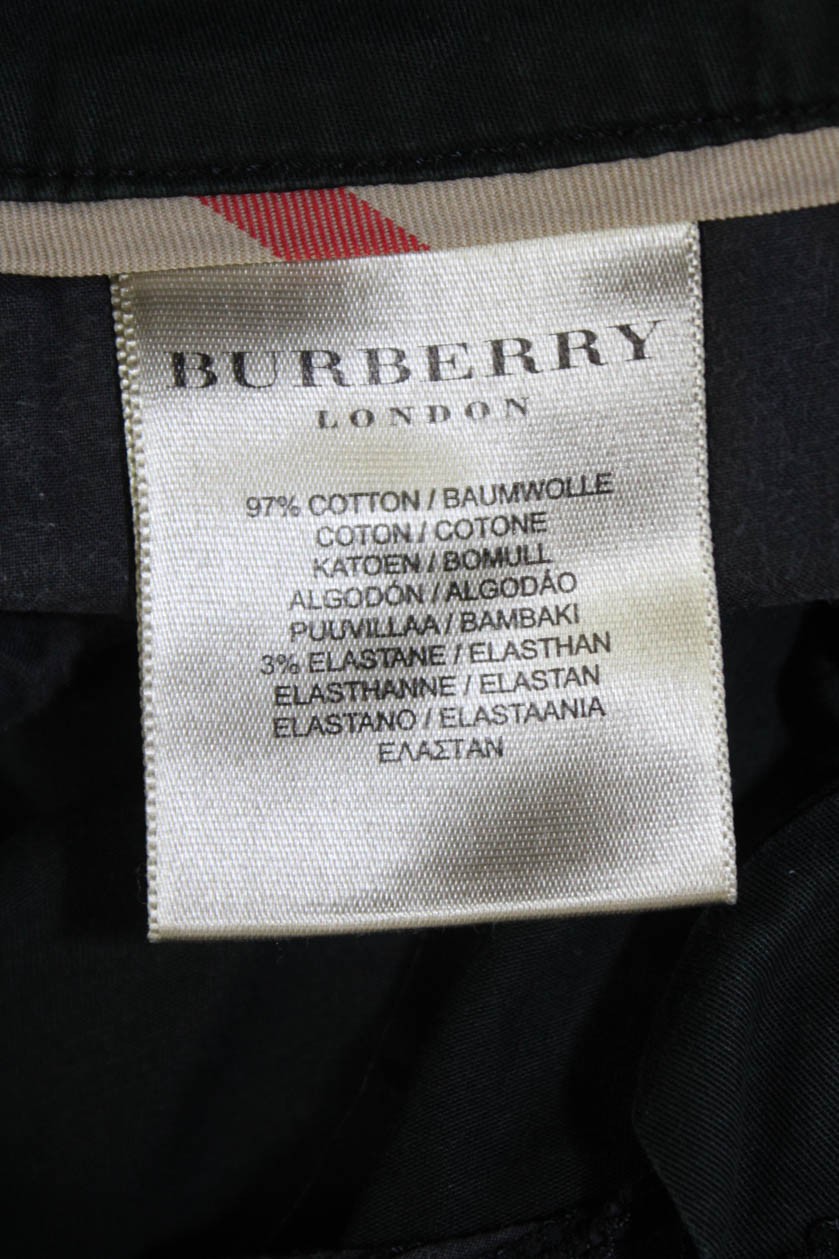 BURBERRY
LONDON
97% COTTON / BAUMWOLLE
COTON / COTONE
KATOEN / BOMULL
ALGODÓN / ALGODÁO
PUUVILLAA / BAMBAKI
3% ELASTANE / ELASTHAN
ELASTHANNE / ELASTAN
ELASTANO / ELASTAANIA
ΕΛΑΣΤΑΝ